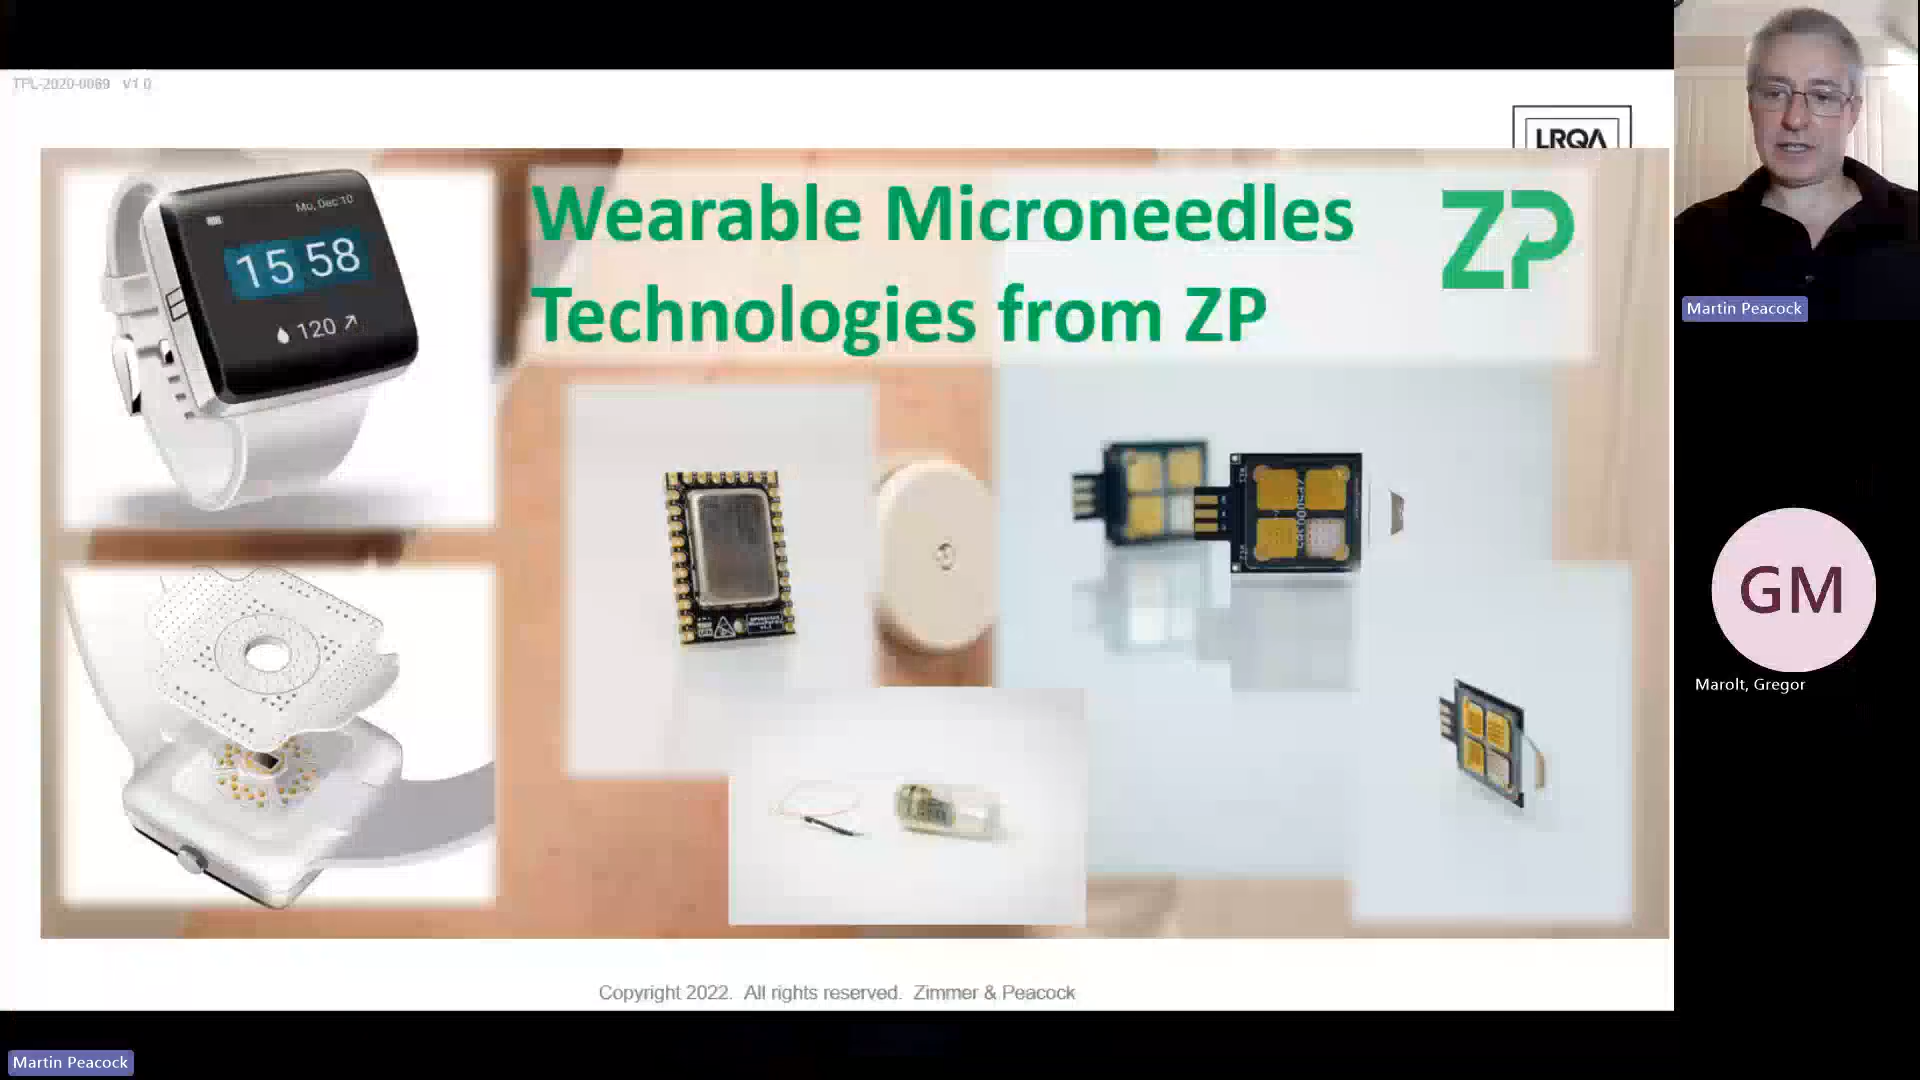 TPL-2020-0069 V1.0
LRQA
Wearable Microneedles
Technologies from ZP
ZP
Mo, Dec 10
15 58
120
Copyright 2022. All rights reserved. Zimmer & Peacock
Martin Peacock
GM
Marolt, Gregor
Martin Peacock